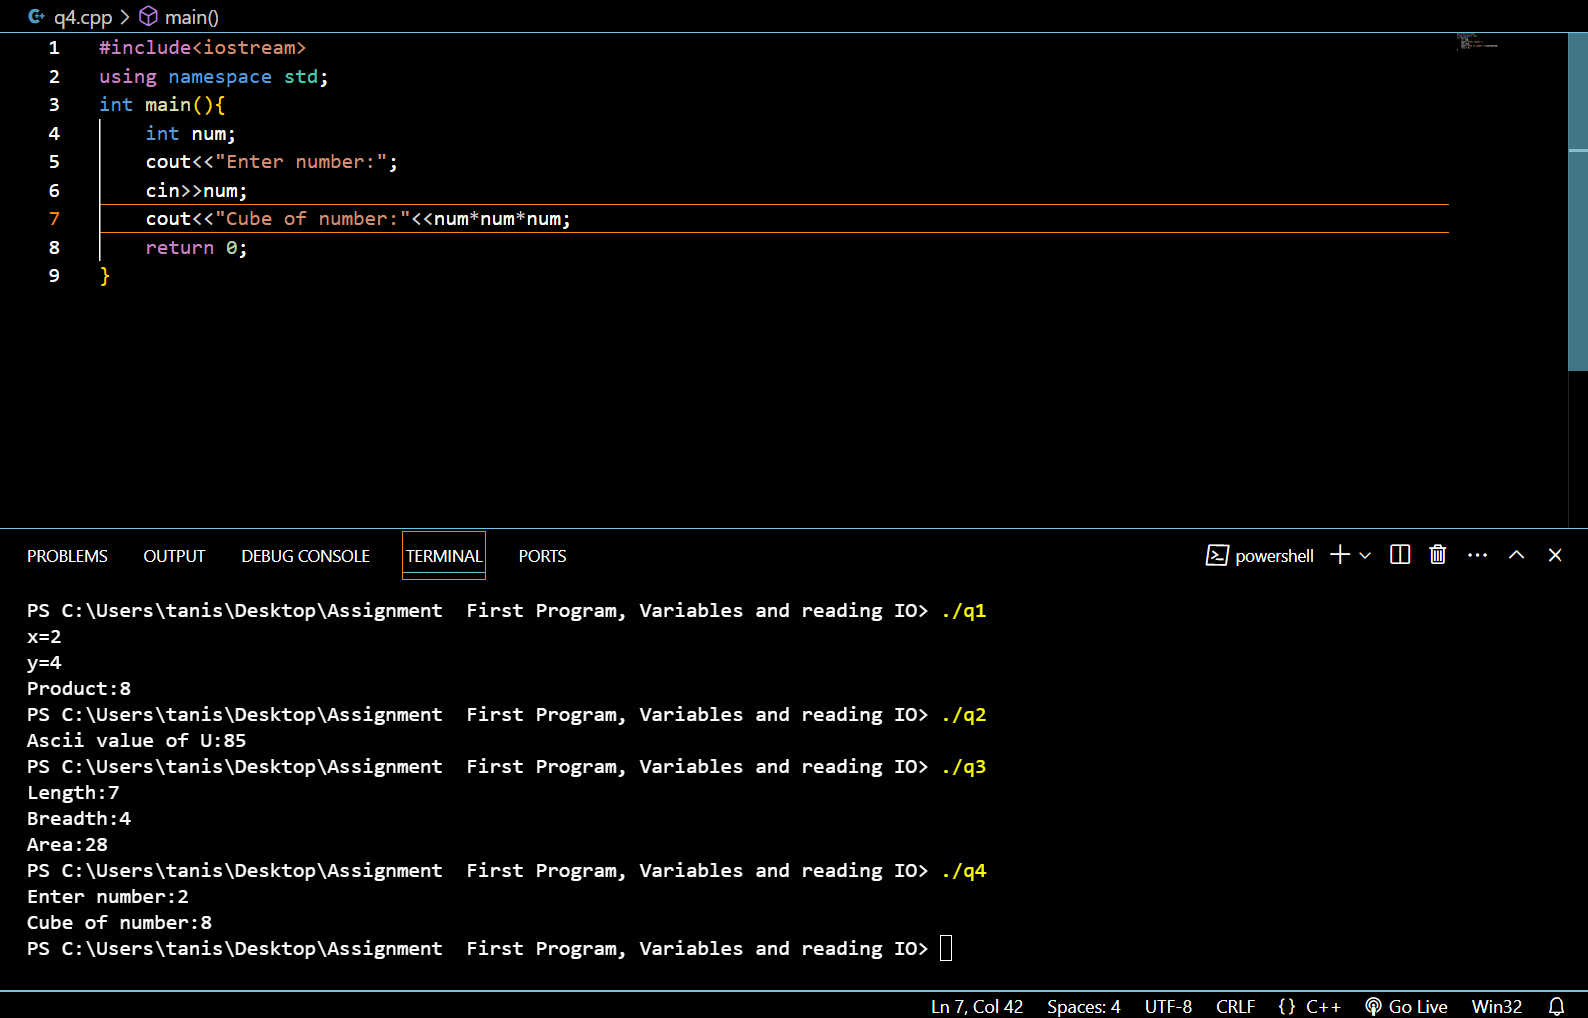 q4.cpp > main()
1 #include<iostream>
2 using namespace std;
3 int main(){
4     int num;
5     cout<<"Enter number:";
6     cin>>num;
7     cout<<"Cube of number:"<<num*num*num;
8     return 0;
9 }
PROBLEMS OUTPUT DEBUG CONSOLE TERMINAL PORTS powershell
PS C:\Users\tanis\Desktop\Assignment  First Program, Variables and reading IO> ./q1
x=2
y=4
Product:8
PS C:\Users\tanis\Desktop\Assignment  First Program, Variables and reading IO> ./q2
Ascii value of U:85
PS C:\Users\tanis\Desktop\Assignment  First Program, Variables and reading IO> ./q3
Length:7
Breadth:4
Area:28
PS C:\Users\tanis\Desktop\Assignment  First Program, Variables and reading IO> ./q4
Enter number:2
Cube of number:8
PS C:\Users\tanis\Desktop\Assignment  First Program, Variables and reading IO>
Ln 7, Col 42 Spaces: 4 UTF-8 CRLF {} C++ Go Live Win32